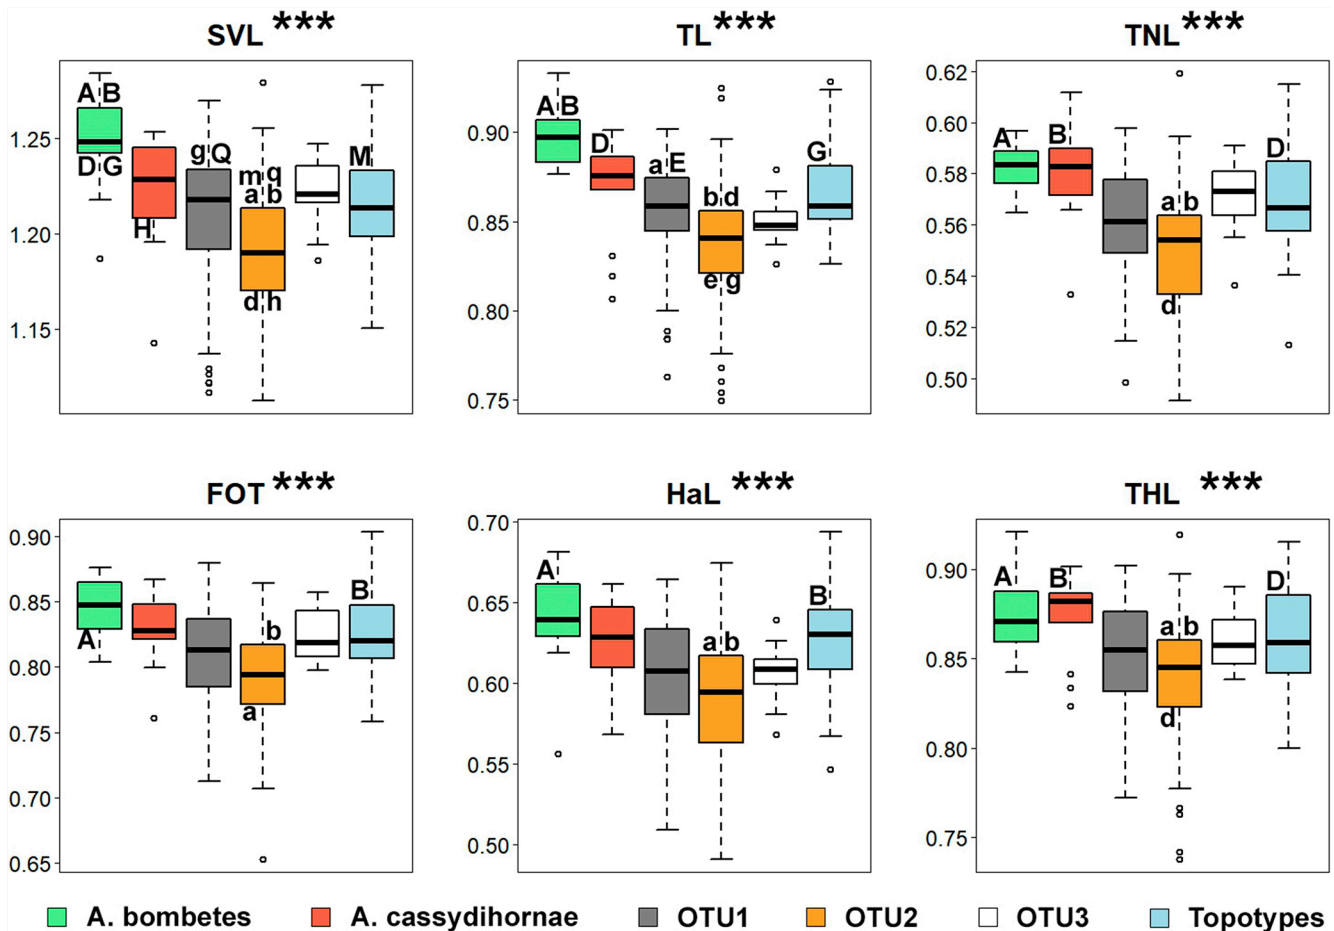 SVL ***
TL ***
TNL ***
1.25
1.20
1.15
A B
D G
H
g Q
m q
a b
d h
M
0.90
0.85
0.80
0.75
A B
D
a E
b d
e g
G
0.62
0.60
0.58
0.56
0.54
0.52
0.50
A
B
a b
d
D
FOT ***
HaL ***
THL ***
0.90
0.85
0.80
0.75
0.70
0.65
A
b
a
B
0.70
0.65
0.60
0.55
0.50
A
a b
B
0.90
0.85
0.80
0.75
A
B
a b
d
D
A. bombetes
A. cassydihornae
OTU1
OTU2
OTU3
Topotypes